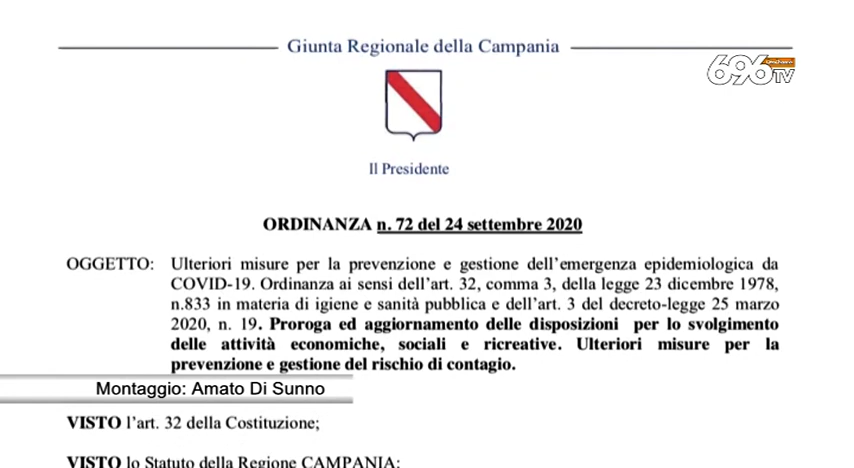 Giunta Regionale della Campania
696 TV
Il Presidente
ORDINANZA n. 72 del 24 settembre 2020
OGGETTO: Ulteriori misure per la prevenzione e gestione dell'emergenza epidemiologica da
COVID-19. Ordinanza ai sensi dell'art. 32, comma 3, della legge 23 dicembre 1978,
n.833 in materia di igiene e sanità pubblica e dell'art. 3 del decreto-legge 25 marzo
2020, n. 19. Proroga ed aggiornamento delle disposizioni per lo svolgimento
delle attività economiche, sociali e ricreative. Ulteriori misure per la
prevenzione e gestione del rischio di contagio.
Montaggio: Amato Di Sunno
VISTO l'art. 32 della Costituzione;
VISTO lo Statuto della Regione CAMPANIA;